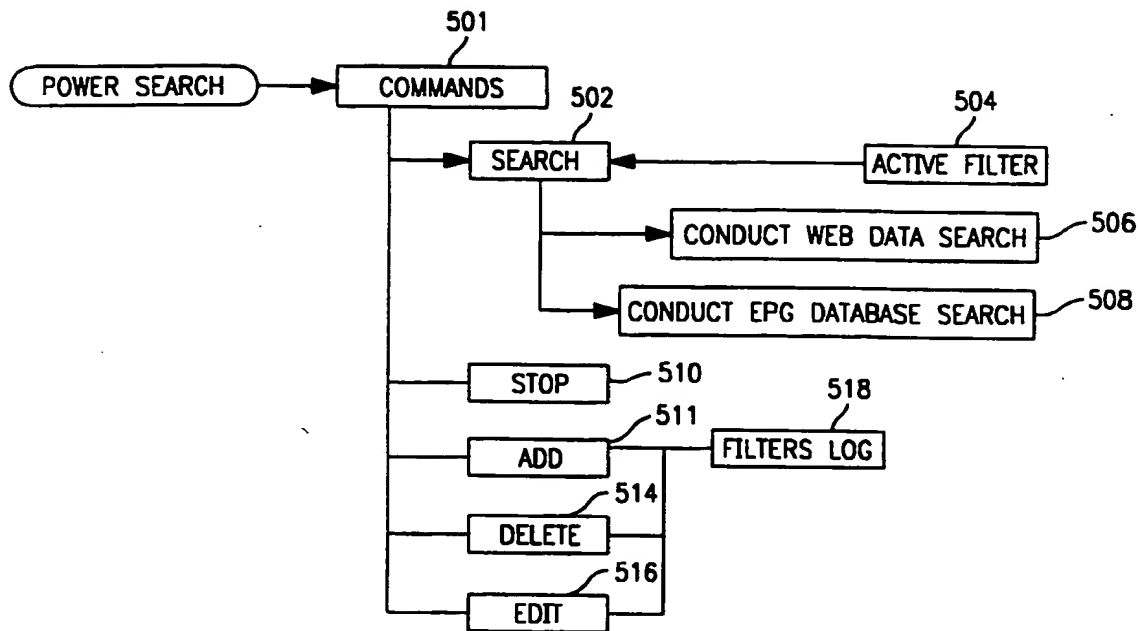 501
POWER SEARCH
COMMANDS
502
504
SEARCH
ACTIVE FILTER
CONDUCT WEB DATA SEARCH
506
CONDUCT EPG DATABASE SEARCH
508
STOP
510
511
518
ADD
FILTERS LOG
514
DELETE
516
EDIT